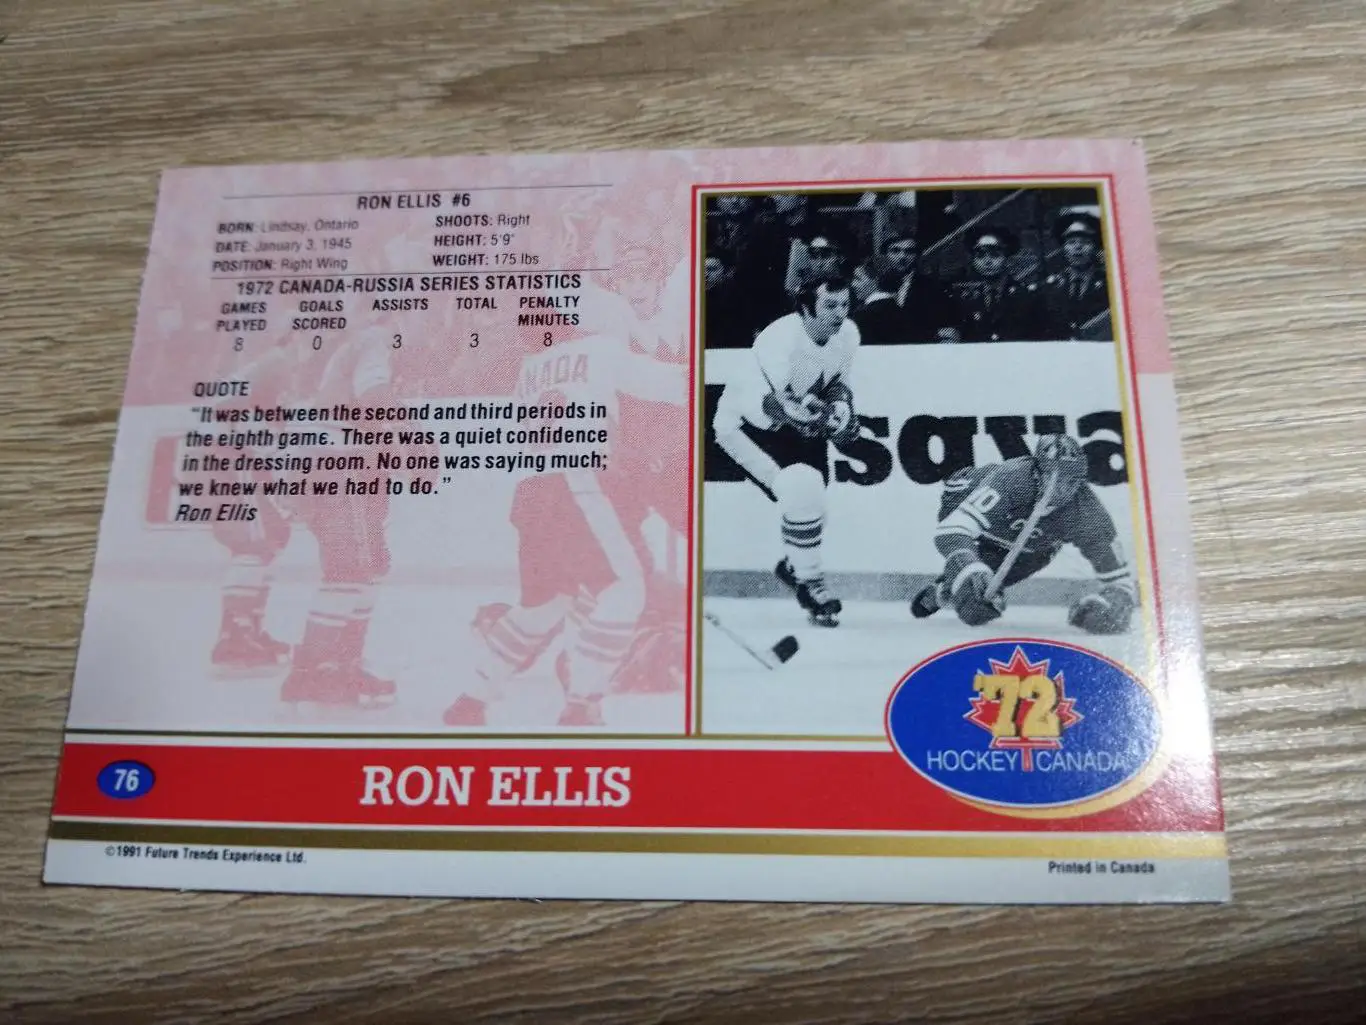 RON ELLIS #6
BORN: Lindsay, Ontario
SHOOTS: Right
DATE: January 3, 1945
HEIGHT: 5'9"
POSITION: Right Wing
WEIGHT: 175 lbs
1972 CANADA-RUSSIA SERIES STATISTICS
GAMES PLAYED GOALS SCORED ASSISTS TOTAL PENALTY MINUTES
8 0 3 3 8
QUOTE
"It was between the second and third periods in
the eighth game. There was a quiet confidence
in the dressing room. No one was saying much;
we knew what we had to do."
Ron Ellis
NADA
sqva
10
'72
HOCKEY CANADA
76
RON ELLIS
©1991 Future Trends Experience Ltd.
Printed in Canada